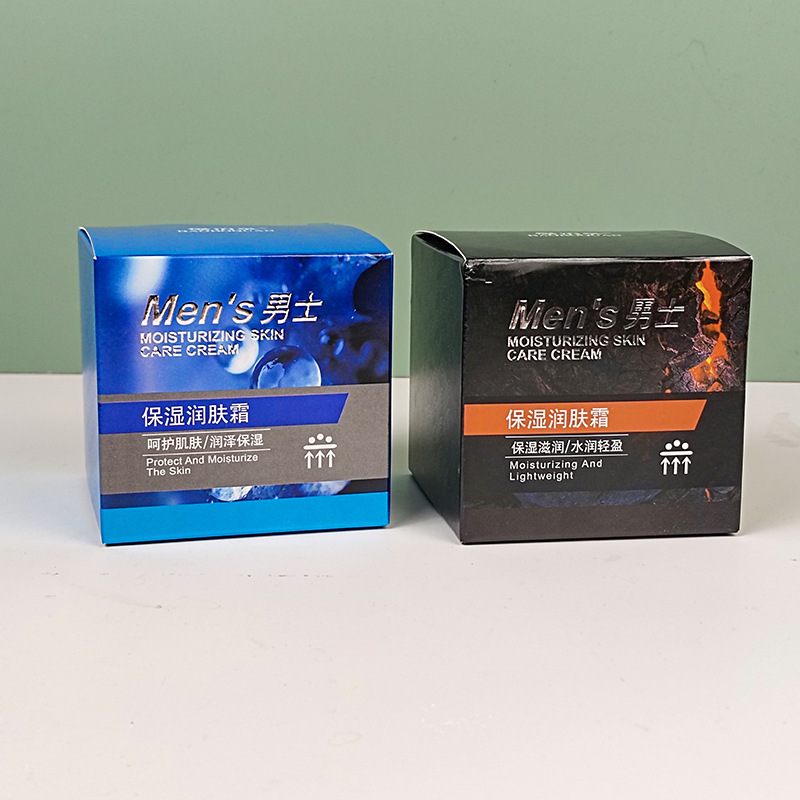 Men's 男士
MOISTURIZING SKIN
CARE CREAM
保湿润肤霜
呵护肌肤/润泽保湿
Protect And Moisturize
The Skin
Men's 男士
MOISTURIZING SKIN
CARE CREAM
保湿润肤霜
保湿滋润/水润轻盈
Moisturizing And
Lightweight